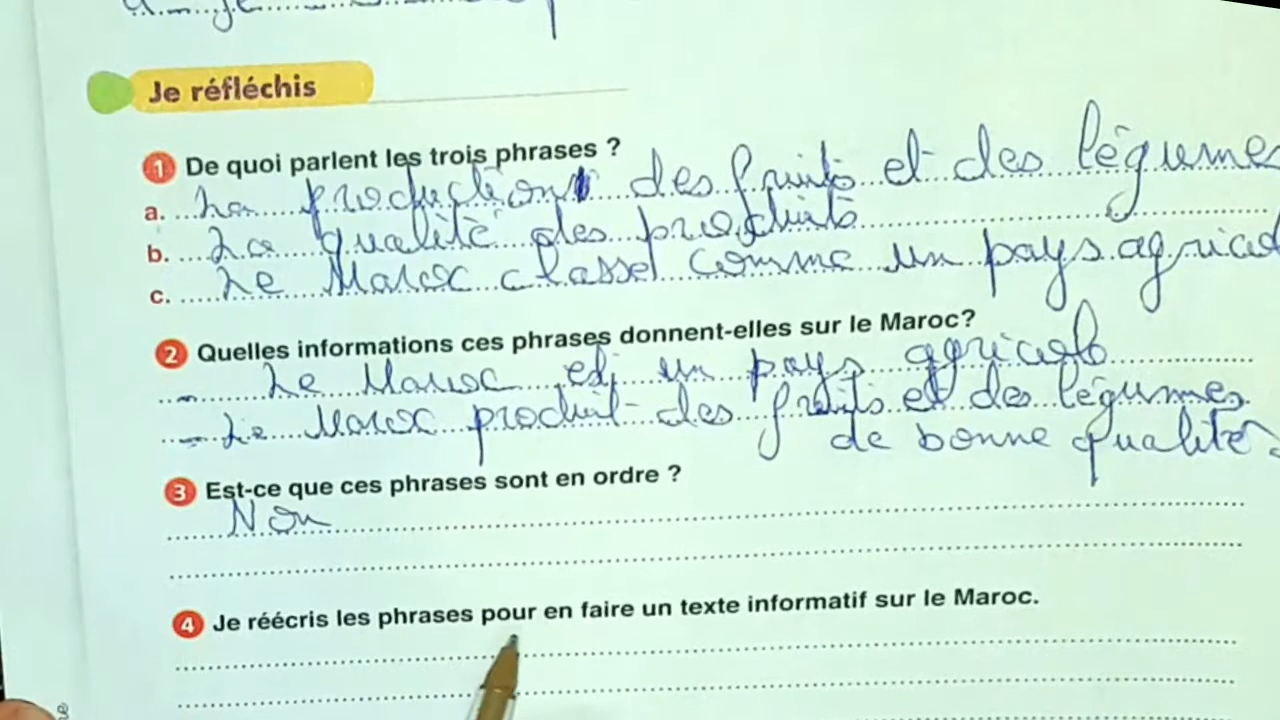 Je réfléchis
1 De quoi parlent les trois phrases ?
a. La production des fruits et des légumes
b. La qualité des produits
c. Le Maroc classé comme un pays agricol
2 Quelles informations ces phrases donnent-elles sur le Maroc?
- Le Maroc est un pays agricole
- Le Maroc produit des fruits et des légumes
de bonne qualité.
3 Est-ce que ces phrases sont en ordre ?
Non
4 Je réécris les phrases pour en faire un texte informatif sur le Maroc.